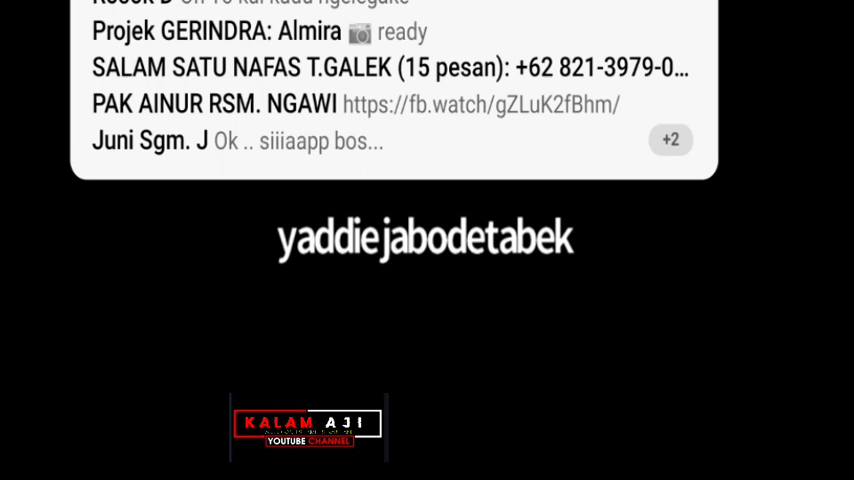 Projek GERINDRA: Almira 📷 ready
SALAM SATU NAFAS T.GALEK (15 pesan): +62 821-3979-0...
PAK AINUR RSM. NGAWI https://fb.watch/gZLuK2fBhm/
Juni Sgm. J Ok .. siiiaapp bos...
+2
yaddiejabodetabek
KALAM AJI
YOUTUBE CHANNEL